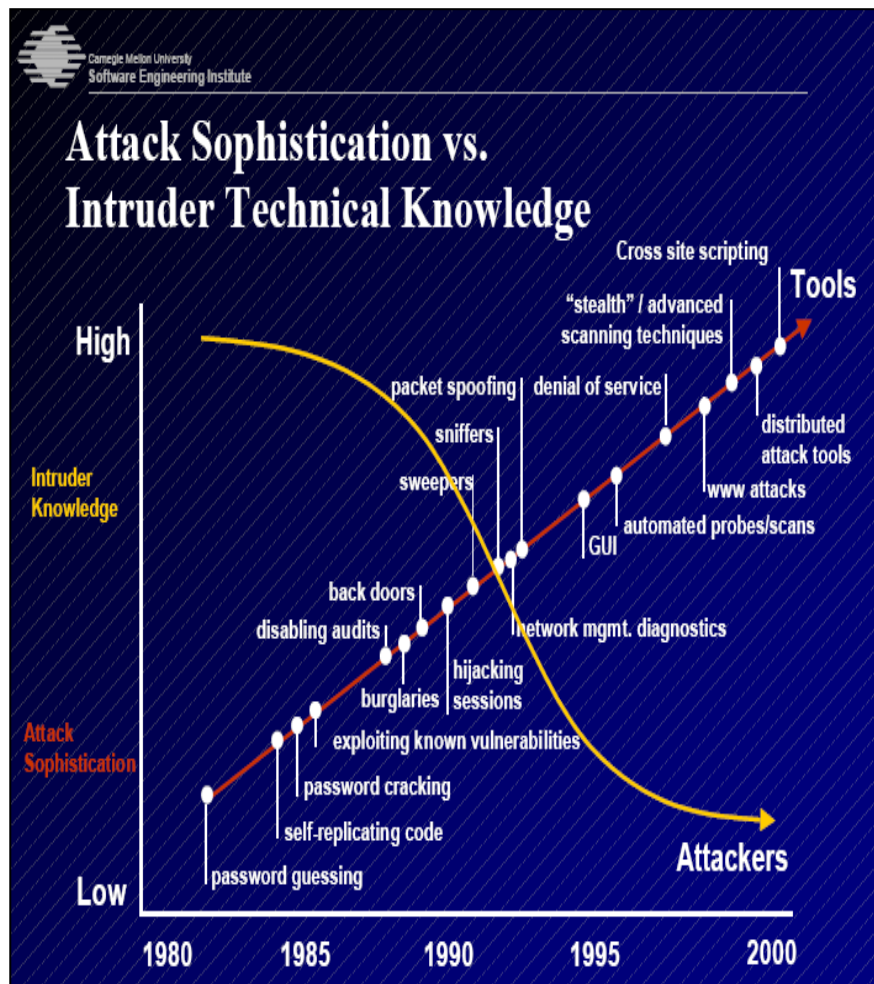 Carnegie Mellon University
Software Engineering Institute
Attack Sophistication vs.
Intruder Technical Knowledge
Cross site scripting
Tools
"stealth" / advanced
scanning techniques
High
packet spoofing
denial of service
sniffers
distributed
attack tools
Intruder
Knowledge
sweepers
www attacks
automated probes/scans
GUI
back doors
network mgmt. diagnostics
disabling audits
hijacking
sessions
burglaries
Attack
Sophistication
exploiting known vulnerabilities
password cracking
self-replicating code
Attackers
password guessing
Low
1980
1985
1990
1995
2000